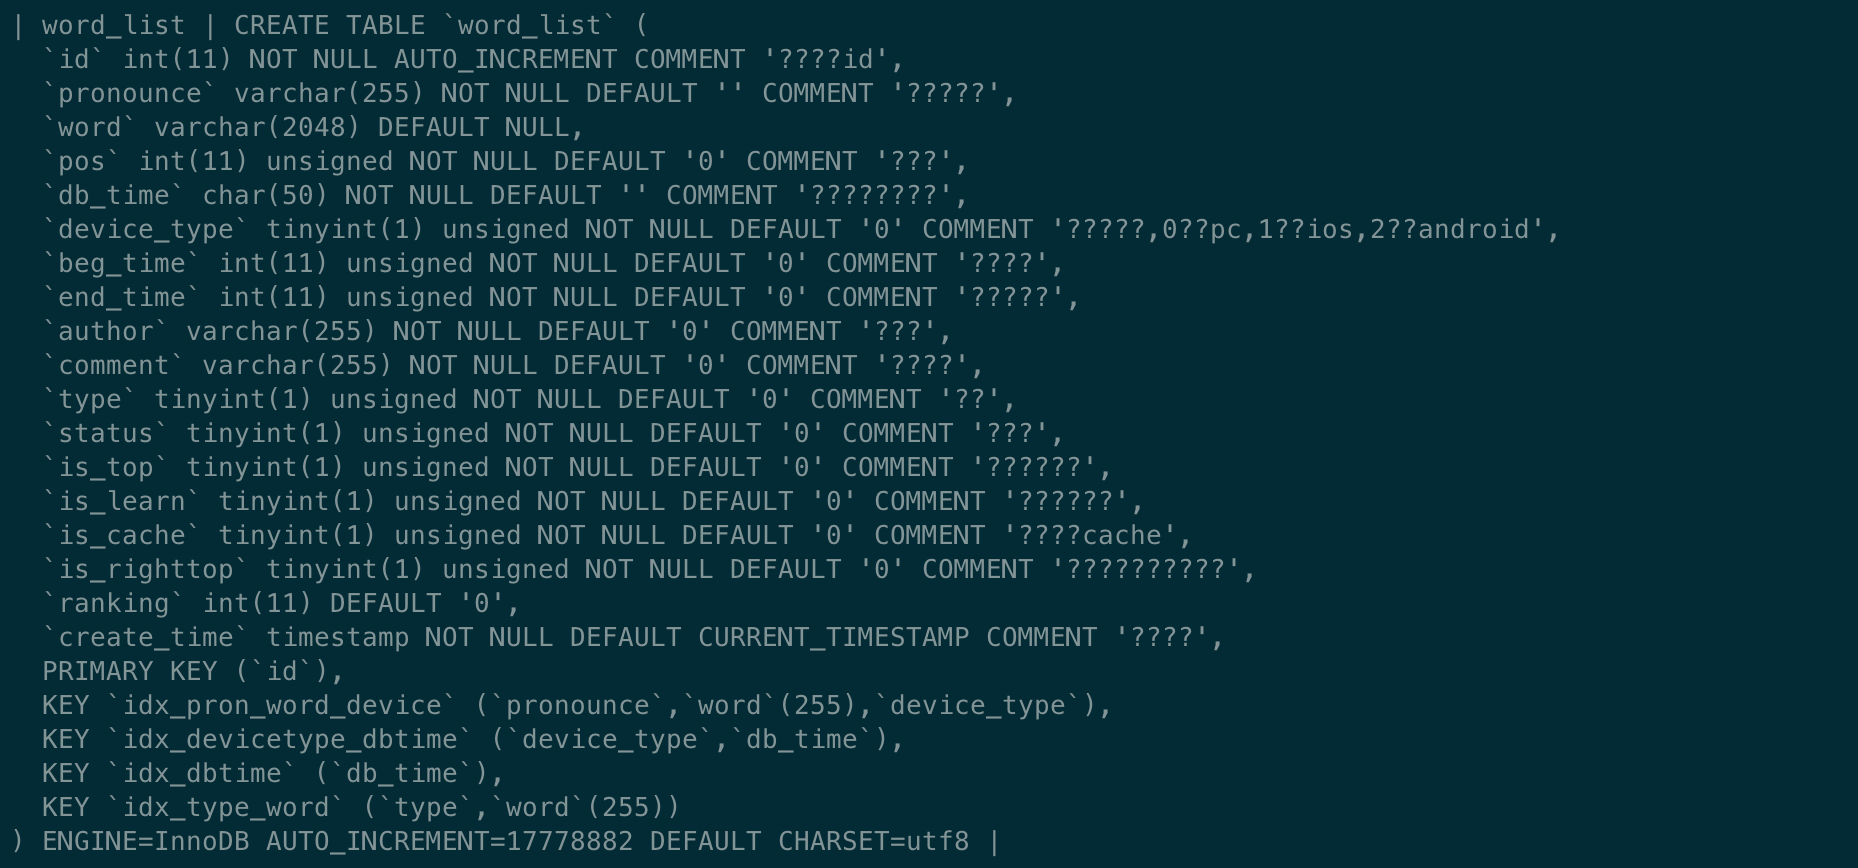 | word_list | CREATE TABLE `word_list` (
`id` int(11) NOT NULL AUTO_INCREMENT COMMENT '????id',
`pronounce` varchar(255) NOT NULL DEFAULT '' COMMENT '?????',
`word` varchar(2048) DEFAULT NULL,
`pos` int(11) unsigned NOT NULL DEFAULT '0' COMMENT '???',
`db_time` char(50) NOT NULL DEFAULT '' COMMENT '????????',
`device_type` tinyint(1) unsigned NOT NULL DEFAULT '0' COMMENT '?????,0??pc,1??ios,2??android',
`beg_time` int(11) unsigned NOT NULL DEFAULT '0' COMMENT '????',
`end_time` int(11) unsigned NOT NULL DEFAULT '0' COMMENT '?????',
`author` varchar(255) NOT NULL DEFAULT '0' COMMENT '???',
`comment` varchar(255) NOT NULL DEFAULT '0' COMMENT '????',
`type` tinyint(1) unsigned NOT NULL DEFAULT '0' COMMENT '??',
`status` tinyint(1) unsigned NOT NULL DEFAULT '0' COMMENT '???',
`is_top` tinyint(1) unsigned NOT NULL DEFAULT '0' COMMENT '??????',
`is_learn` tinyint(1) unsigned NOT NULL DEFAULT '0' COMMENT '??????',
`is_cache` tinyint(1) unsigned NOT NULL DEFAULT '0' COMMENT '????cache',
`is_righttop` tinyint(1) unsigned NOT NULL DEFAULT '0' COMMENT '??????????',
`ranking` int(11) DEFAULT '0',
`create_time` timestamp NOT NULL DEFAULT CURRENT_TIMESTAMP COMMENT '????',
PRIMARY KEY (`id`),
KEY `idx_pron_word_device` (`pronounce`,`word`(255),`device_type`),
KEY `idx_devicetype_dbtime` (`device_type`,`db_time`),
KEY `idx_dbtime` (`db_time`),
KEY `idx_type_word` (`type`,`word`(255))
) ENGINE=InnoDB AUTO_INCREMENT=17778882 DEFAULT CHARSET=utf8 |